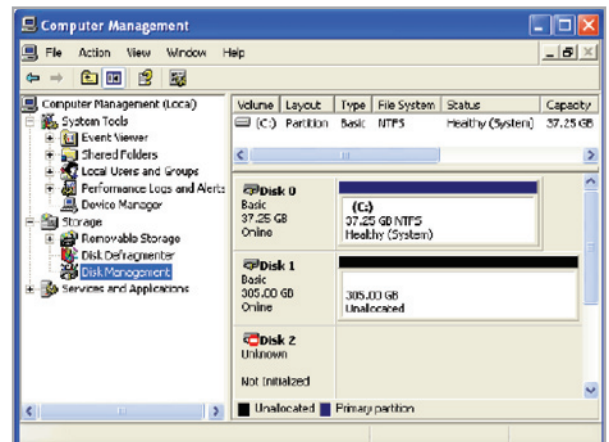 Computer Management
File Action View Window Help
Computer Management (Local)
System Tools
Event Viewer
Shared Folders
Local Users and Groups
Performance Logs and Alerts
Device Manager
Storage
Removable Storage
Disk Defragmenter
Disk Management
Services and Applications
Volume Layout Type File System Status Capacity
(C:) Partition Basic NTFS Healthy (System) 37.25 GB
Disk 0
Basic
37.25 GB
Online
(C:)
37.25 GB NTFS
Healthy (System)
Disk 1
Basic
305.00 GB
Online
305.00 GB
Unallocated
Disk 2
Unknown
Not Initialized
Unallocated Primary partition